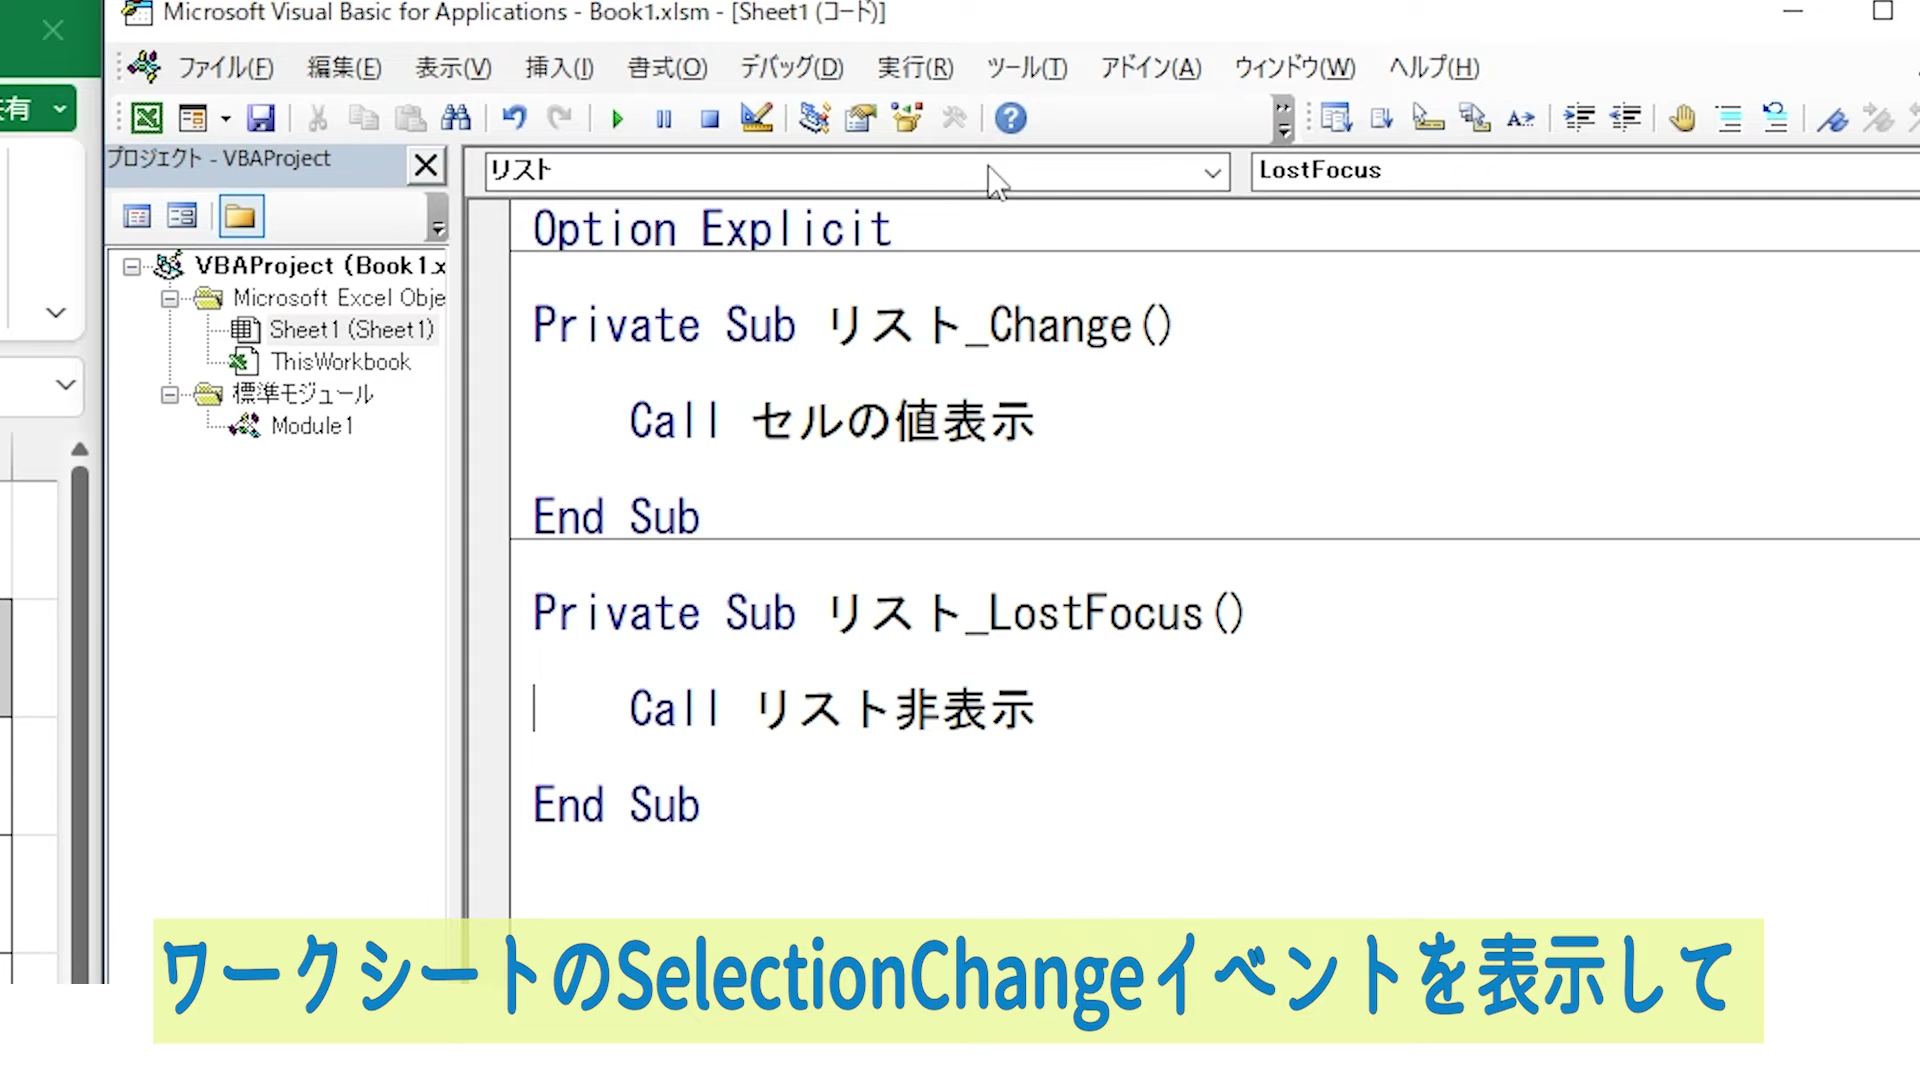 Microsoft Visual Basic for Applications - Book1.xlsm - [Sheet1 (コード)]
ファイル(F) 編集(E) 表示(V) 挿入(I) 書式(O) デバッグ(D) 実行(R) ツール(T) アドイン(A) ウィンドウ(W) ヘルプ(H)
有
プロジェクト - VBAProject
リスト
LostFocus
VBAProject (Book1.x
Microsoft Excel Obje
Sheet1 (Sheet1)
ThisWorkbook
標準モジュール
Module1
Option Explicit
Private Sub リスト_Change()
Call セルの値表示
End Sub
Private Sub リスト_LostFocus()
Call リスト非表示
End Sub
ワークシートのSelectionChangeイベントを表示して